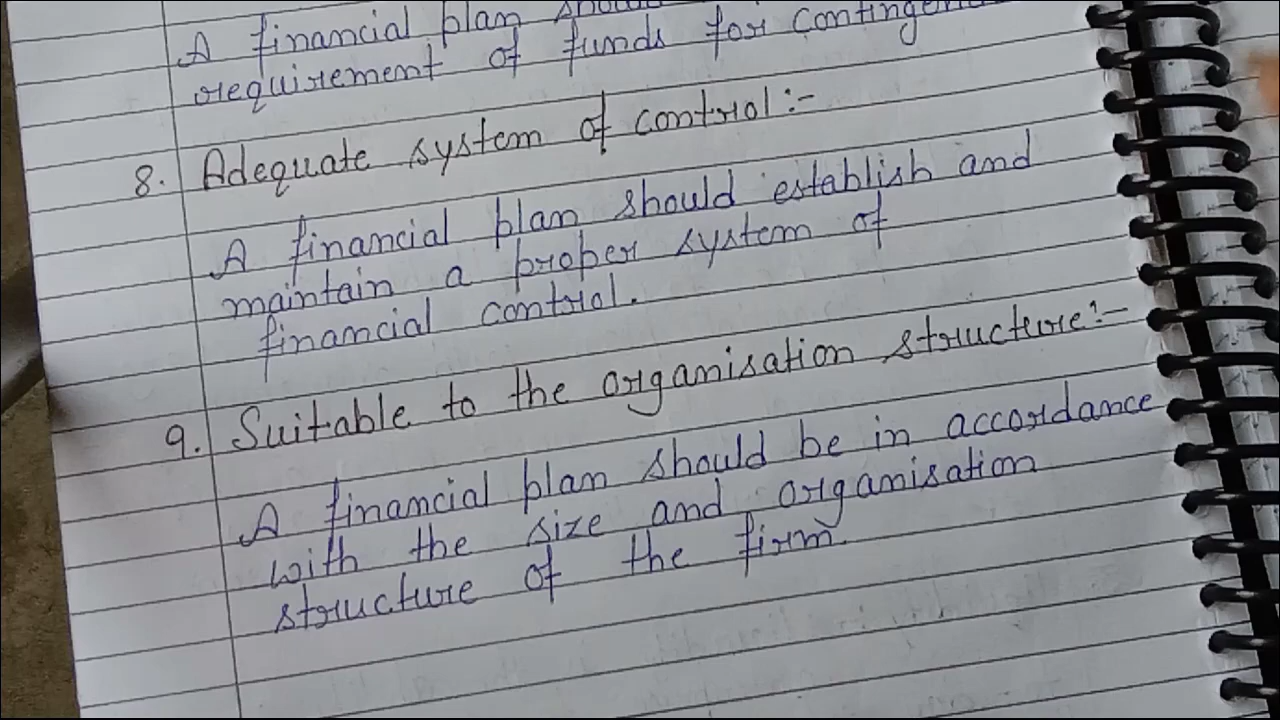 A financial plan should
requirement of funds for
8. Adequate system of control:-
A financial plan should establish and
maintain a proper system of
financial control.
9. Suitable to the organisation structure:-
A financial plan should be in accordance
with the size and organisation
structure of the firm.